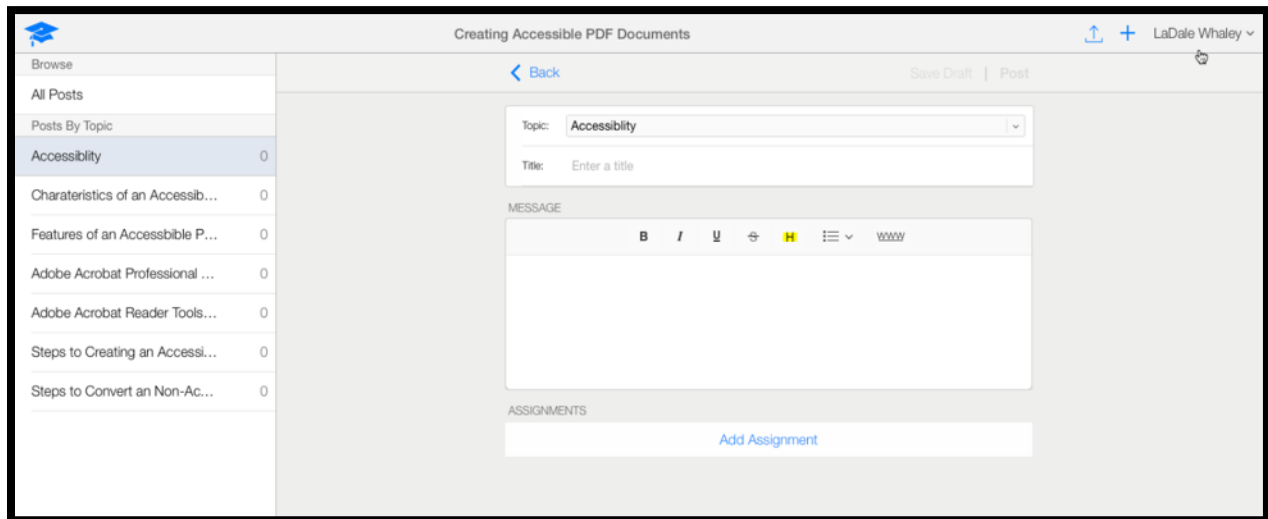 Creating Accessible PDF Documents
LaDale Whaley
Browse
All Posts
Posts By Topic
Accessiblity 0
Charateristics of an Accessib... 0
Features of an Accessbible P... 0
Adobe Acrobat Professional ... 0
Adobe Acrobat Reader Tools... 0
Steps to Creating an Accessi... 0
Steps to Convert an Non-Ac... 0
Back
Save Draft | Post
Topic: Accessiblity
Title: Enter a title
MESSAGE
B I U S H WWW
ASSIGNMENTS
Add Assignment